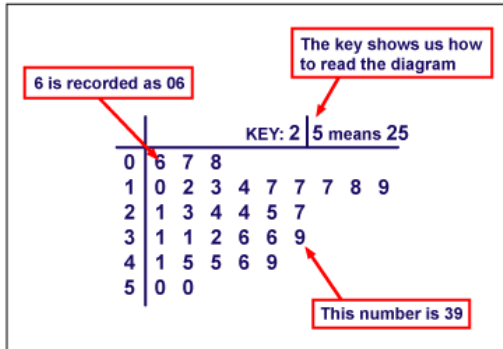 The key shows us how
to read the diagram
6 is recorded as 06
KEY: 2 5 means 25
0 6 7 8
1 0 2 3 4 7 7 7 8 9
2 1 3 4 4 5 7
3 1 1 2 6 6 9
4 1 5 5 6 9
5 0 0
This number is 39